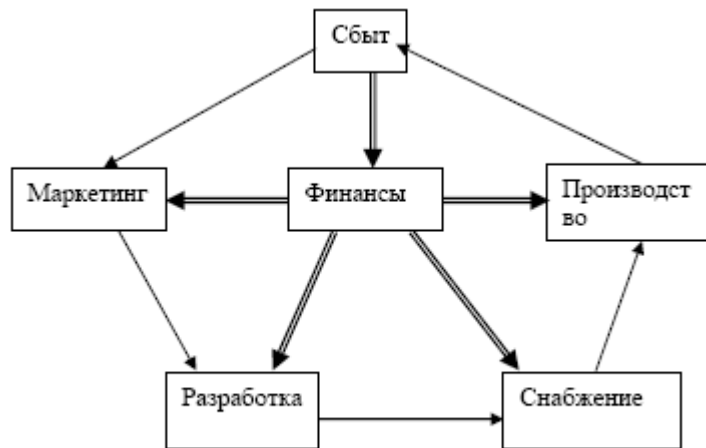 Сбыт
Маркетинг
Финансы
Производст
во
Разработка
Снабжение